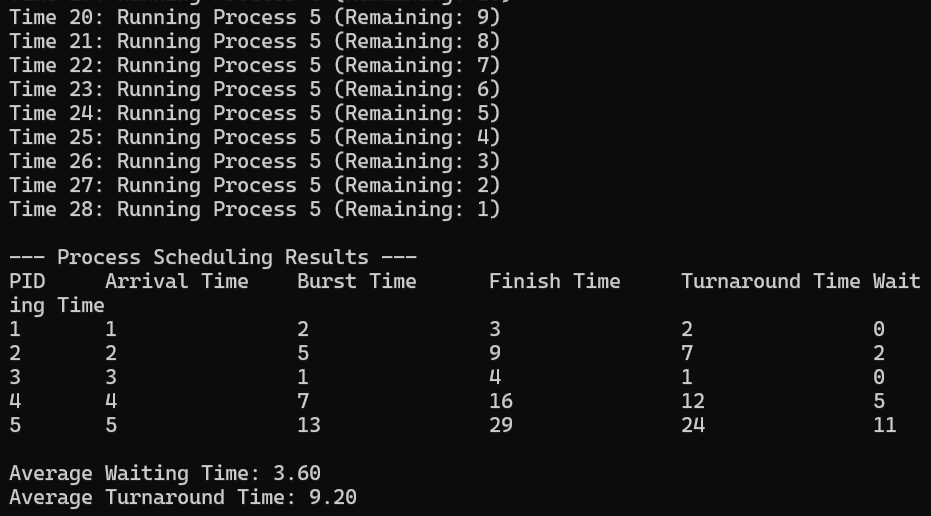 Time 20: Running Process 5 (Remaining: 9)
Time 21: Running Process 5 (Remaining: 8)
Time 22: Running Process 5 (Remaining: 7)
Time 23: Running Process 5 (Remaining: 6)
Time 24: Running Process 5 (Remaining: 5)
Time 25: Running Process 5 (Remaining: 4)
Time 26: Running Process 5 (Remaining: 3)
Time 27: Running Process 5 (Remaining: 2)
Time 28: Running Process 5 (Remaining: 1)
--- Process Scheduling Results ---
PID Arrival Time Burst Time Finish Time Turnaround Time Wait
ing Time
1 1 2 3 2 0
2 2 5 9 7 2
3 3 1 4 1 0
4 4 7 16 12 5
5 5 13 29 24 11
Average Waiting Time: 3.60
Average Turnaround Time: 9.20